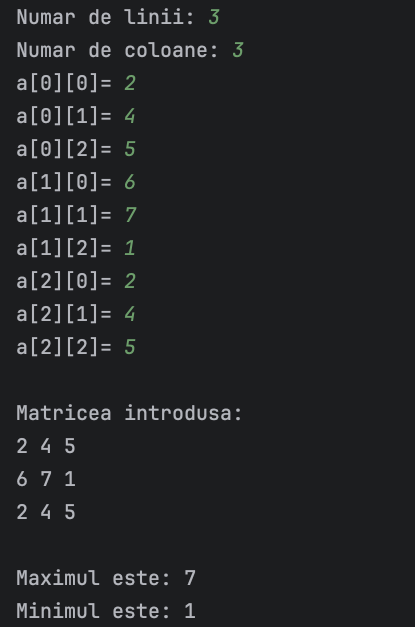 Numar de linii: 3
Numar de coloane: 3
a[0][0]= 2
a[0][1]= 4
a[0][2]= 5
a[1][0]= 6
a[1][1]= 7
a[1][2]= 1
a[2][0]= 2
a[2][1]= 4
a[2][2]= 5
Matricea introdusa:
2 4 5
6 7 1
2 4 5
Maximul este: 7
Minimul este: 1